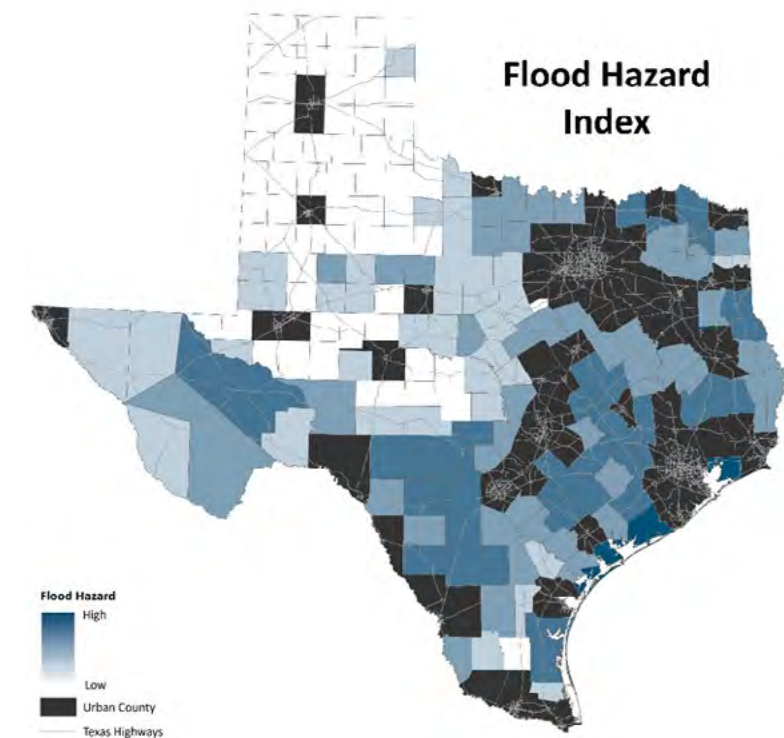 Flood Hazard
Index
Flood Hazard
High
Low
Urban County
Texas Highways